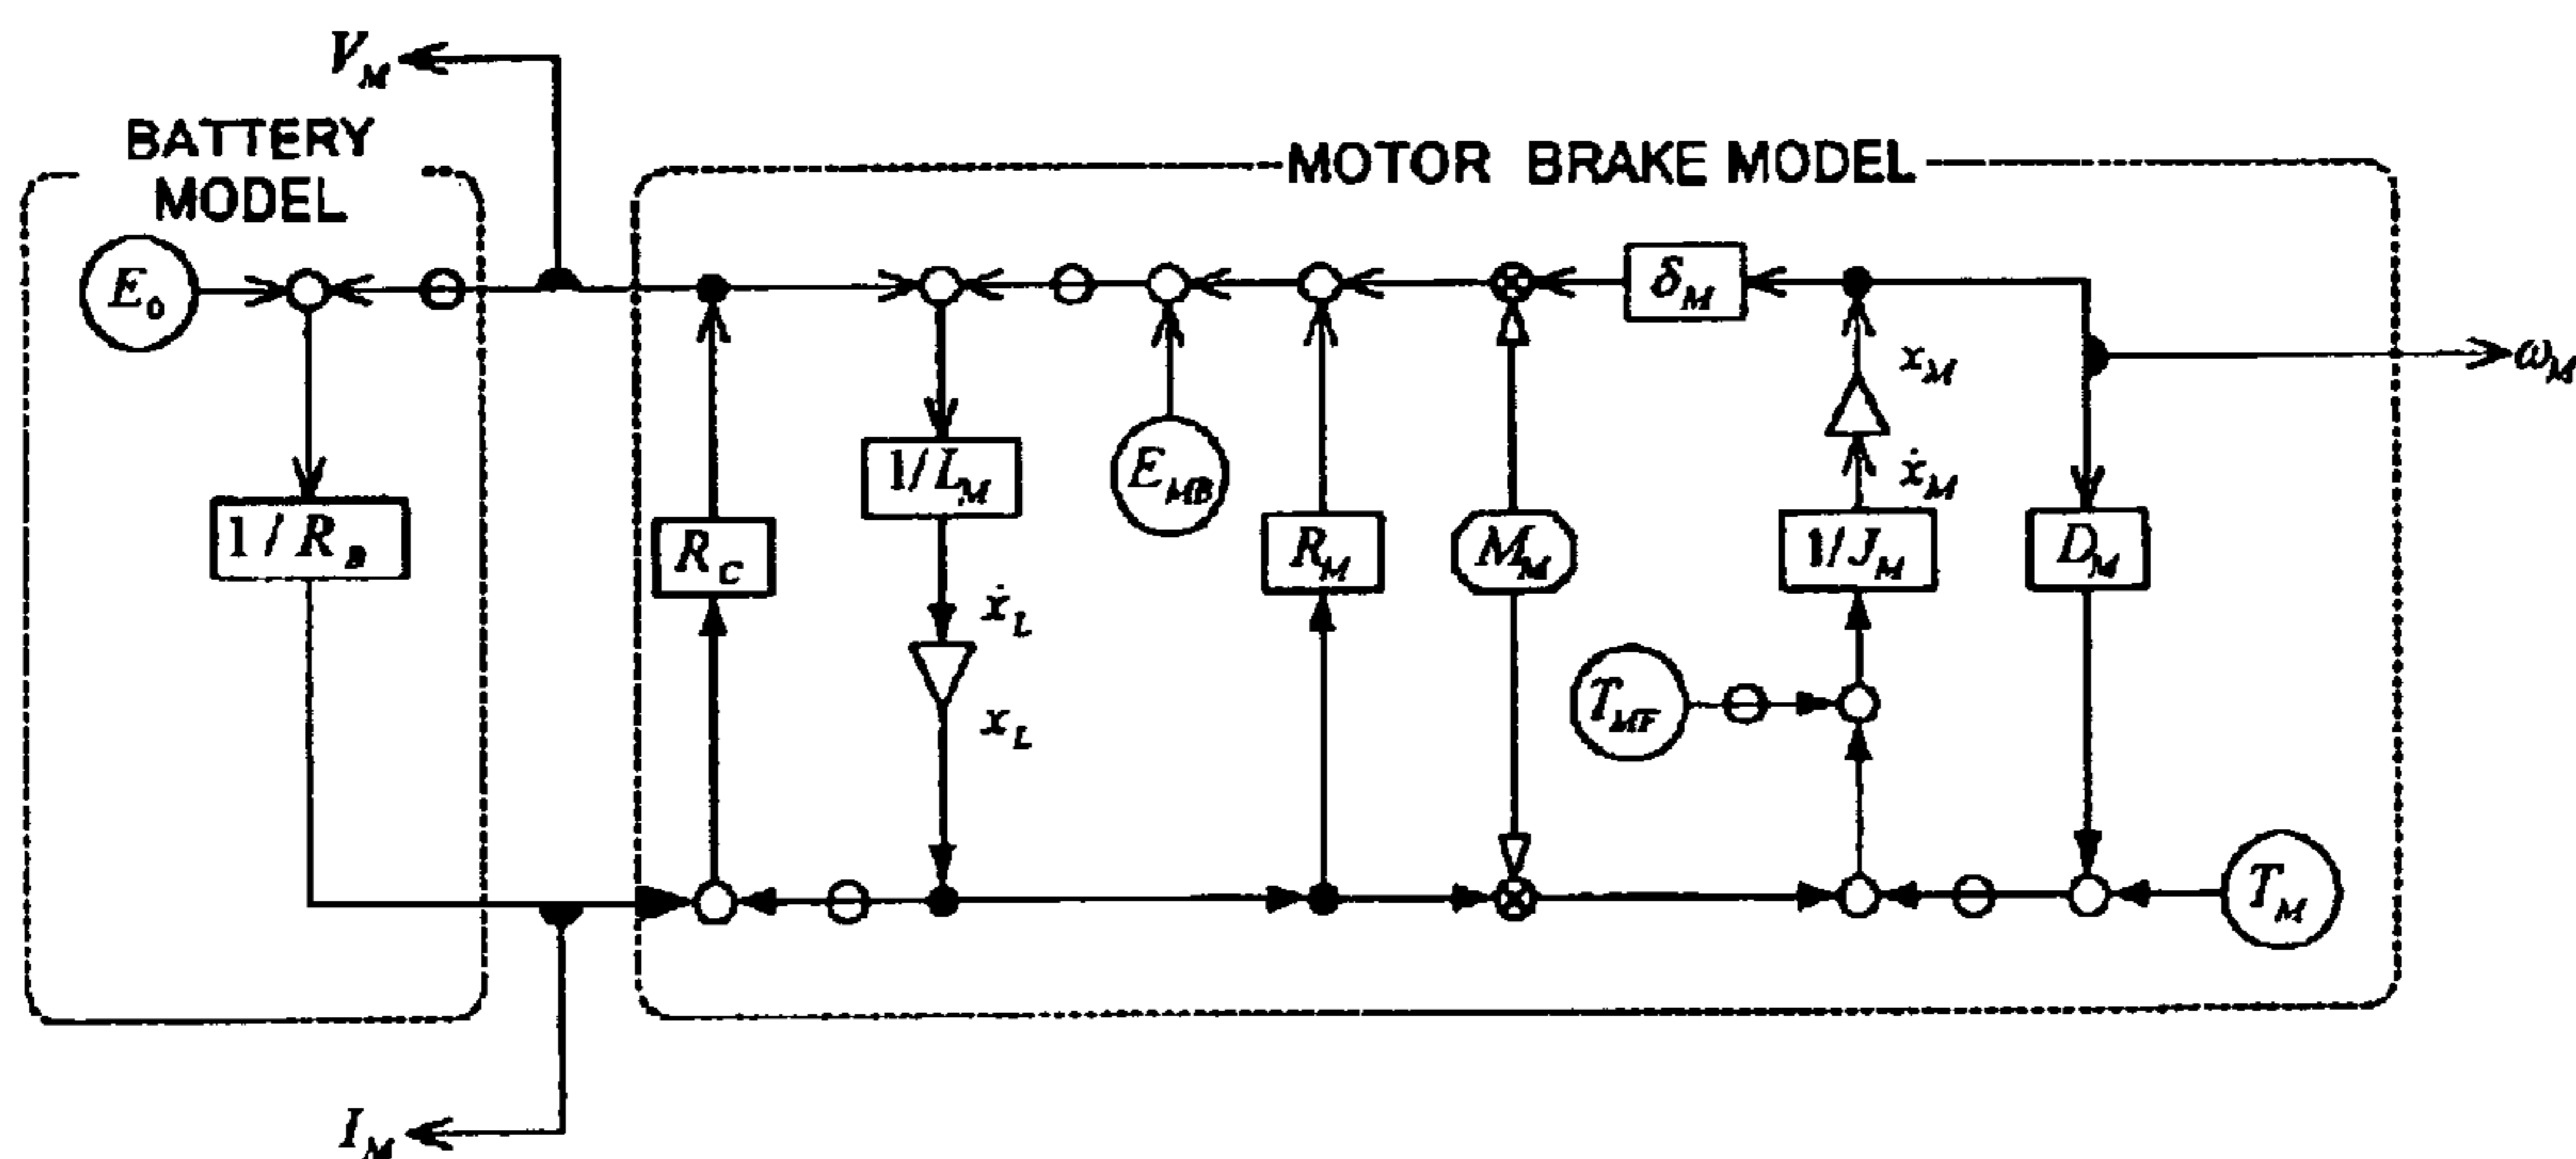 V_M
BATTERY
MODEL
MOTOR BRAKE MODEL
E_0
δ_M
x_M
ω_M
1/L_M
E_MB
ẋ_M
1/R_B
R_C
R_M
M_M
1/J_M
D_M
ẋ_L
T_MF
x_L
T_M
I_M